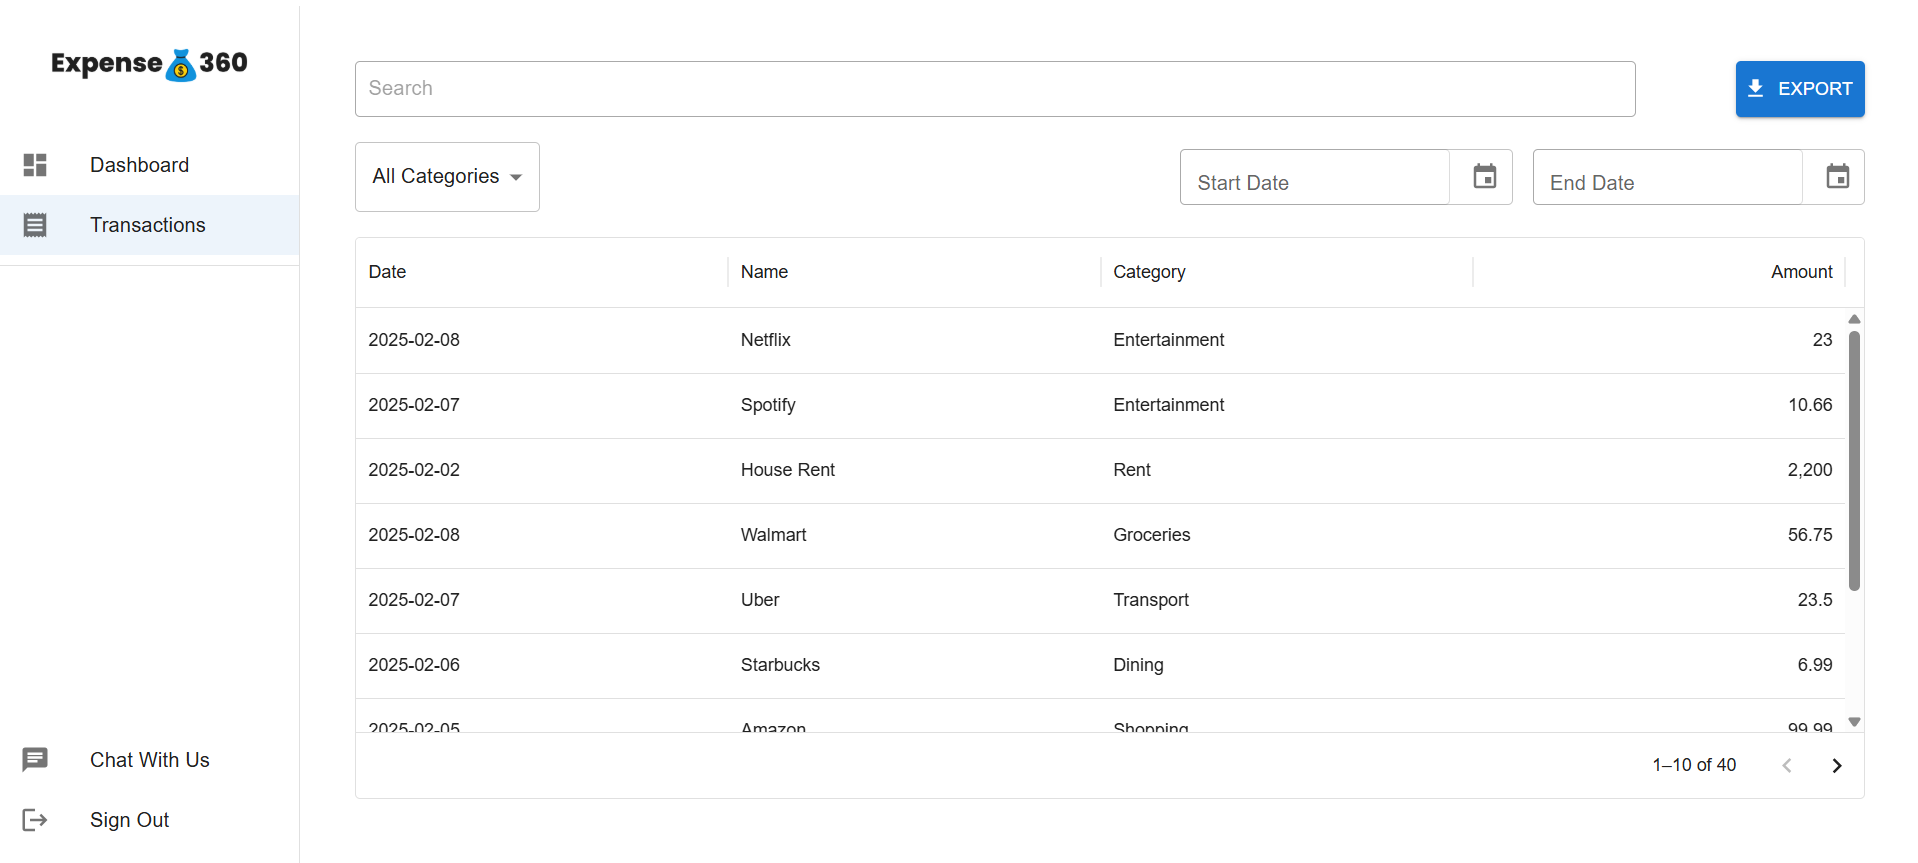 Expense 360
Dashboard
Transactions
Chat With Us
Sign Out
Search
EXPORT
All Categories
Start Date
End Date
Date Name Category Amount
2025-02-08 Netflix Entertainment 23
2025-02-07 Spotify Entertainment 10.66
2025-02-02 House Rent Rent 2,200
2025-02-08 Walmart Groceries 56.75
2025-02-07 Uber Transport 23.5
2025-02-06 Starbucks Dining 6.99
2025-02-05 Amazon Shopping 99.99
1–10 of 40